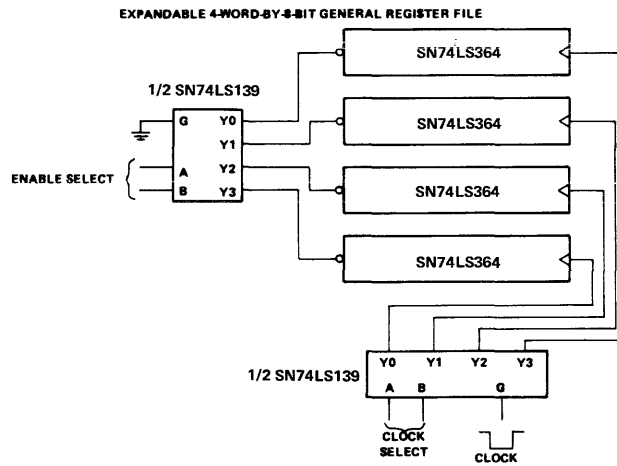 EXPANDABLE 4-WORD-BY-8-BIT GENERAL REGISTER FILE
SN74LS364
1/2 SN74LS139
G Y0
Y1
A Y2
B Y3
ENABLE SELECT
SN74LS364
SN74LS364
SN74LS364
1/2 SN74LS139
Y0 Y1 Y2 Y3
A B G
CLOCK
SELECT
CLOCK